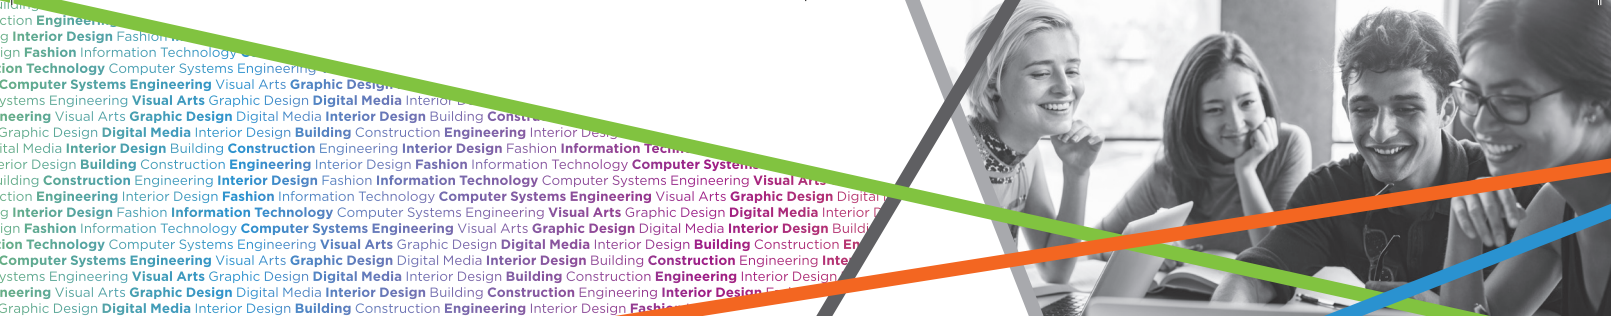 ction Engineering
g Interior Design Fashion
ign Fashion Information Technology
ion Technology Computer Systems Engineering
Computer Systems Engineering Visual Arts Graphic Design
ystems Engineering Visual Arts Graphic Design Digital Media Interior D
neering Visual Arts Graphic Design Digital Media Interior Design Building Constru
Graphic Design Digital Media Interior Design Building Construction Engineering Interior Desig
ital Media Interior Design Building Construction Engineering Interior Design Fashion Information Techn
erior Design Building Construction Engineering Interior Design Fashion Information Technology Computer System
uilding Construction Engineering Interior Design Fashion Information Technology Computer Systems Engineering Visual Arts
ction Engineering Interior Design Fashion Information Technology Computer Systems Engineering Visual Arts Graphic Design Digital
g Interior Design Fashion Information Technology Computer Systems Engineering Visual Arts Graphic Design Digital Media Interior D
ign Fashion Information Technology Computer Systems Engineering Visual Arts Graphic Design Digital Media Interior Design Buildi
ion Technology Computer Systems Engineering Visual Arts Graphic Design Digital Media Interior Design Building Construction En
Computer Systems Engineering Visual Arts Graphic Design Digital Media Interior Design Building Construction Engineering Inte
ystems Engineering Visual Arts Graphic Design Digital Media Interior Design Building Construction Engineering Interior Design
neering Visual Arts Graphic Design Digital Media Interior Design Building Construction Engineering Interior Design
Graphic Design Digital Media Interior Design Building Construction Engineering Interior Design Fashion